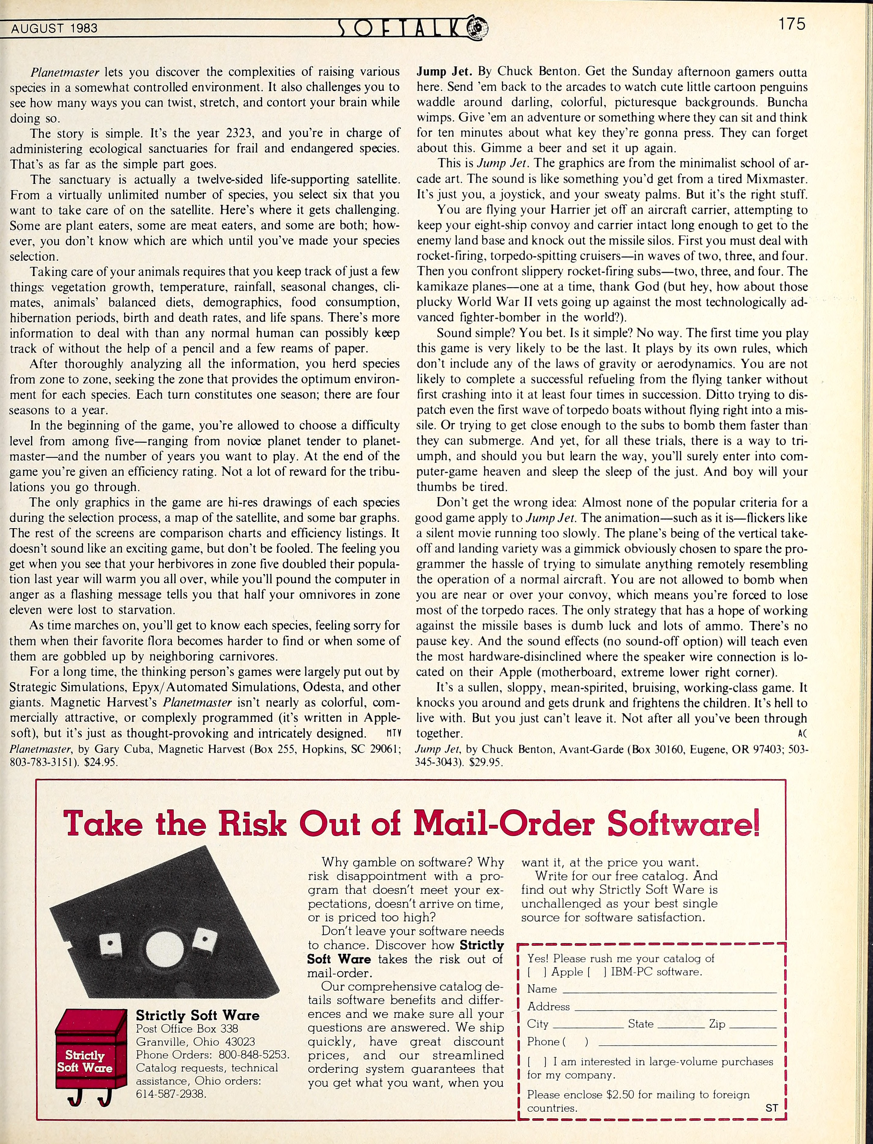 AUGUST 1983
SOFTALK
175
Planetmaster lets you discover the complexities of raising various
species in a somewhat controlled environment. It also challenges you to
see how many ways you can twist, stretch, and contort your brain while
doing so.
The story is simple. It's the year 2323, and you're in charge of
administering ecological sanctuaries for frail and endangered species.
That's as far as the simple part goes.
The sanctuary is actually a twelve-sided life-supporting satellite.
From a virtually unlimited number of species, you select six that you
want to take care of on the satellite. Here's where it gets challenging.
Some are plant eaters, some are meat eaters, and some are both; how-
ever, you don't know which are which until you've made your species
selection.
Taking care of your animals requires that you keep track of just a few
things: vegetation growth, temperature, rainfall, seasonal changes, cli-
mates, animals' balanced diets, demographics, food consumption,
hibernation periods, birth and death rates, and life spans. There's more
information to deal with than any normal human can possibly keep
track of without the help of a pencil and a few reams of paper.
After thoroughly analyzing all the information, you herd species
from zone to zone, seeking the zone that provides the optimum environ-
ment for each species. Each turn constitutes one season; there are four
seasons to a year.
In the beginning of the game, you're allowed to choose a difficulty
level from among five—ranging from novice planet tender to planet-
master—and the number of years you want to play. At the end of the
game you're given an efficiency rating. Not a lot of reward for the tribu-
lations you go through.
The only graphics in the game are hi-res drawings of each species
during the selection process, a map of the satellite, and some bar graphs.
The rest of the screens are comparison charts and efficiency listings. It
doesn't sound like an exciting game, but don't be fooled. The feeling you
get when you see that your herbivores in zone five doubled their popula-
tion last year will warm you all over, while you'll pound the computer in
anger as a flashing message tells you that half your omnivores in zone
eleven were lost to starvation.
As time marches on, you'll get to know each species, feeling sorry for
them when their favorite flora becomes harder to find or when some of
them are gobbled up by neighboring carnivores.
For a long time, the thinking person's games were largely put out by
Strategic Simulations, Epyx/Automated Simulations, Odesta, and other
giants. Magnetic Harvest's Planetmaster isn't nearly as colorful, com-
mercially attractive, or complexly programmed (it's written in Apple-
soft), but it's just as thought-provoking and intricately designed. MTV
Planetmaster, by Gary Cuba, Magnetic Harvest (Box 255, Hopkins, SC 29061;
803-783-3151). $24.95.
Jump Jet. By Chuck Benton. Get the Sunday afternoon gamers outta
here. Send 'em back to the arcades to watch cute little cartoon penguins
waddle around darling, colorful, picturesque backgrounds. Buncha
wimps. Give 'em an adventure or something where they can sit and think
for ten minutes about what key they're gonna press. They can forget
about this. Gimme a beer and set it up again.
This is Jump Jet. The graphics are from the minimalist school of ar-
cade art. The sound is like something you'd get from a tired Mixmaster.
It's just you, a joystick, and your sweaty palms. But it's the right stuff.
You are flying your Harrier jet off an aircraft carrier, attempting to
keep your eight-ship convoy and carrier intact long enough to get to the
enemy land base and knock out the missile silos. First you must deal with
rocket-firing, torpedo-spitting cruisers—in waves of two, three, and four.
Then you confront slippery rocket-firing subs—two, three, and four. The
kamikaze planes—one at a time, thank God (but hey, how about those
plucky World War II vets going up against the most technologically ad-
vanced fighter-bomber in the world?).
Sound simple? You bet. Is it simple? No way. The first time you play
this game is very likely to be the last. It plays by its own rules, which
don't include any of the laws of gravity or aerodynamics. You are not
likely to complete a successful refueling from the flying tanker without
first crashing into it at least four times in succession. Ditto trying to dis-
patch even the first wave of torpedo boats without flying right into a mis-
sile. Or trying to get close enough to the subs to bomb them faster than
they can submerge. And yet, for all these trials, there is a way to tri-
umph, and should you but learn the way, you'll surely enter into com-
puter-game heaven and sleep the sleep of the just. And boy will your
thumbs be tired.
Don't get the wrong idea: Almost none of the popular criteria for a
good game apply to Jump Jet. The animation—such as it is—flickers like
a silent movie running too slowly. The plane's being of the vertical take-
off and landing variety was a gimmick obviously chosen to spare the pro-
grammer the hassle of trying to simulate anything remotely resembling
the operation of a normal aircraft. You are not allowed to bomb when
you are near or over your convoy, which means you're forced to lose
most of the torpedo races. The only strategy that has a hope of working
against the missile bases is dumb luck and lots of ammo. There's no
pause key. And the sound effects (no sound-off option) will teach even
the most hardware-disinclined where the speaker wire connection is lo-
cated on their Apple (motherboard, extreme lower right corner).
It's a sullen, sloppy, mean-spirited, bruising, working-class game. It
knocks you around and gets drunk and frightens the children. It's hell to
live with. But you just can't leave it. Not after all you've been through
together. AC
Jump Jet, by Chuck Benton, Avant-Garde (Box 30160, Eugene, OR 97403; 503-
345-3043). $29.95.
Take the Risk Out of Mail-Order Software!
Strictly
Soft Ware
Strictly Soft Ware
Post Office Box 338
Granville, Ohio 43023
Phone Orders: 800-848-5253.
Catalog requests, technical
assistance, Ohio orders:
614-587-2938.
Why gamble on software? Why
risk disappointment with a pro-
gram that doesn't meet your ex-
pectations, doesn't arrive on time,
or is priced too high?
Don't leave your software needs
to chance. Discover how Strictly
Soft Ware takes the risk out of
mail-order.
Our comprehensive catalog de-
tails software benefits and differ-
ences and we make sure all your
questions are answered. We ship
quickly, have great discount
prices, and our streamlined
ordering system guarantees that
you get what you want, when you
want it, at the price you want.
Write for our free catalog. And
find out why Strictly Soft Ware is
unchallenged as your best single
source for software satisfaction.
Yes! Please rush me your catalog of
[ ] Apple [ ] IBM-PC software.
Name
Address
City State Zip
Phone ( )
[ ] I am interested in large-volume purchases
for my company.
Please enclose $2.50 for mailing to foreign
countries. ST